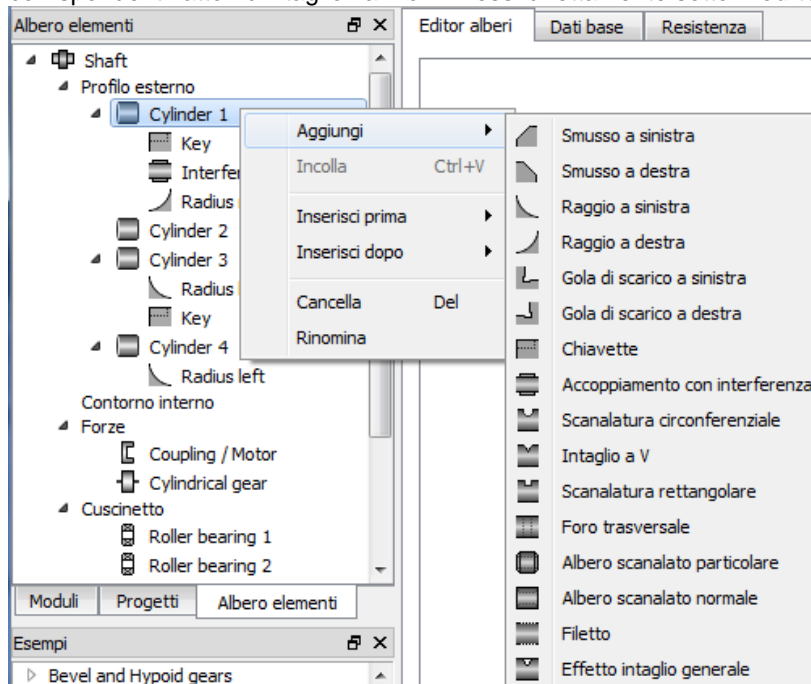 Albero elementi
Shaft
Profilo esterno
Cylinder 1
Key
Radius
Cylinder 2
Cylinder 3
Radius
Key
Cylinder 4
Radius left
Contorno interno
Forze
Coupling / Motor
Cylindrical gear
Cuscinetto
Roller bearing 1
Roller bearing 2
Moduli Progetti Albero elementi
Esempi
Bevel and Hypoid gears
Editor alberi Dati base Resistenza
Aggiungi
Incolla Ctrl+V
Inserisci prima
Inserisci dopo
Cancella Del
Rinomina
Smusso a sinistra
Smusso a destra
Raggio a sinistra
Raggio a destra
Gola di scarico a sinistra
Gola di scarico a destra
Chiavette
Accoppiamento con interferenza
Scanalatura circonferenziale
Intaglio a V
Scanalatura rettangolare
Foro trasversale
Albero scanalato particolare
Albero scanalato normale
Filetto
Effetto intaglio generale